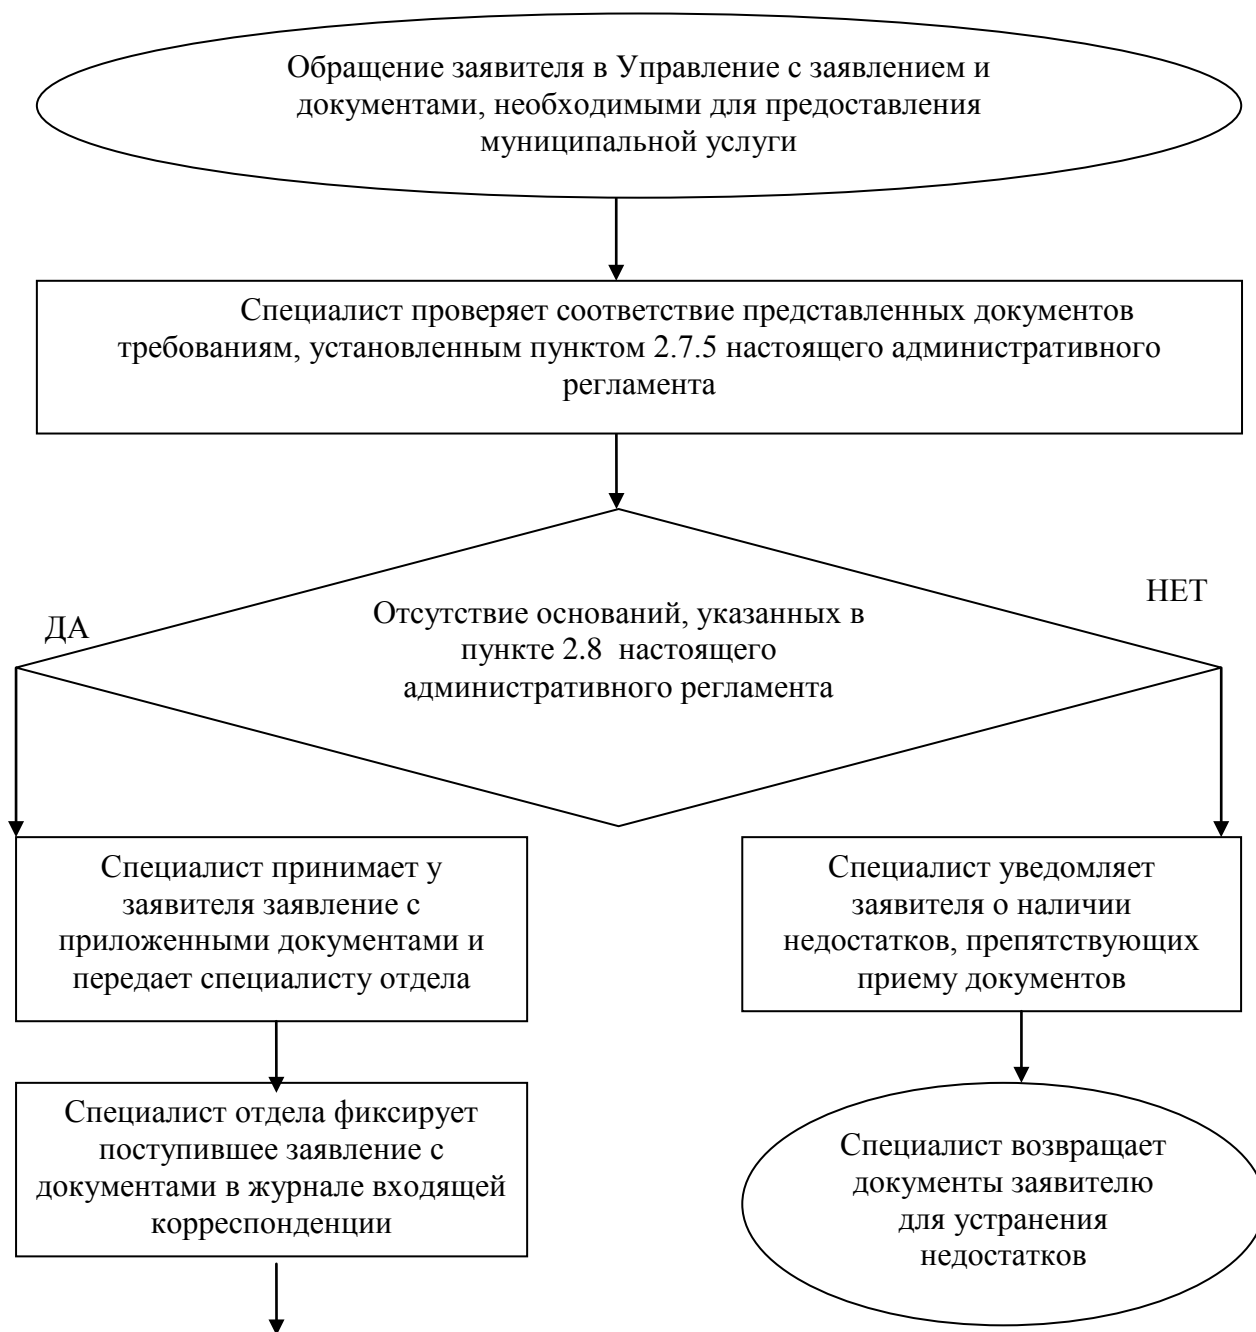 Обращение заявителя в Управление с заявлением и
документами, необходимыми для предоставления
муниципальной услуги
Специалист проверяет соответствие представленных документов
требованиям, установленным пунктом 2.7.5 настоящего административного
регламента
НЕТ
ДА
Отсутствие оснований, указанных в
пункте 2.8 настоящего
административного регламента
Специалист принимает у
заявителя заявление с
приложенными документами и
передает специалисту отдела
Специалист уведомляет
заявителя о наличии
недостатков, препятствующих
приему документов
Специалист отдела фиксирует
поступившее заявление с
документами в журнале входящей
корреспонденции
Специалист возвращает
документы заявителю
для устранения
недостатков